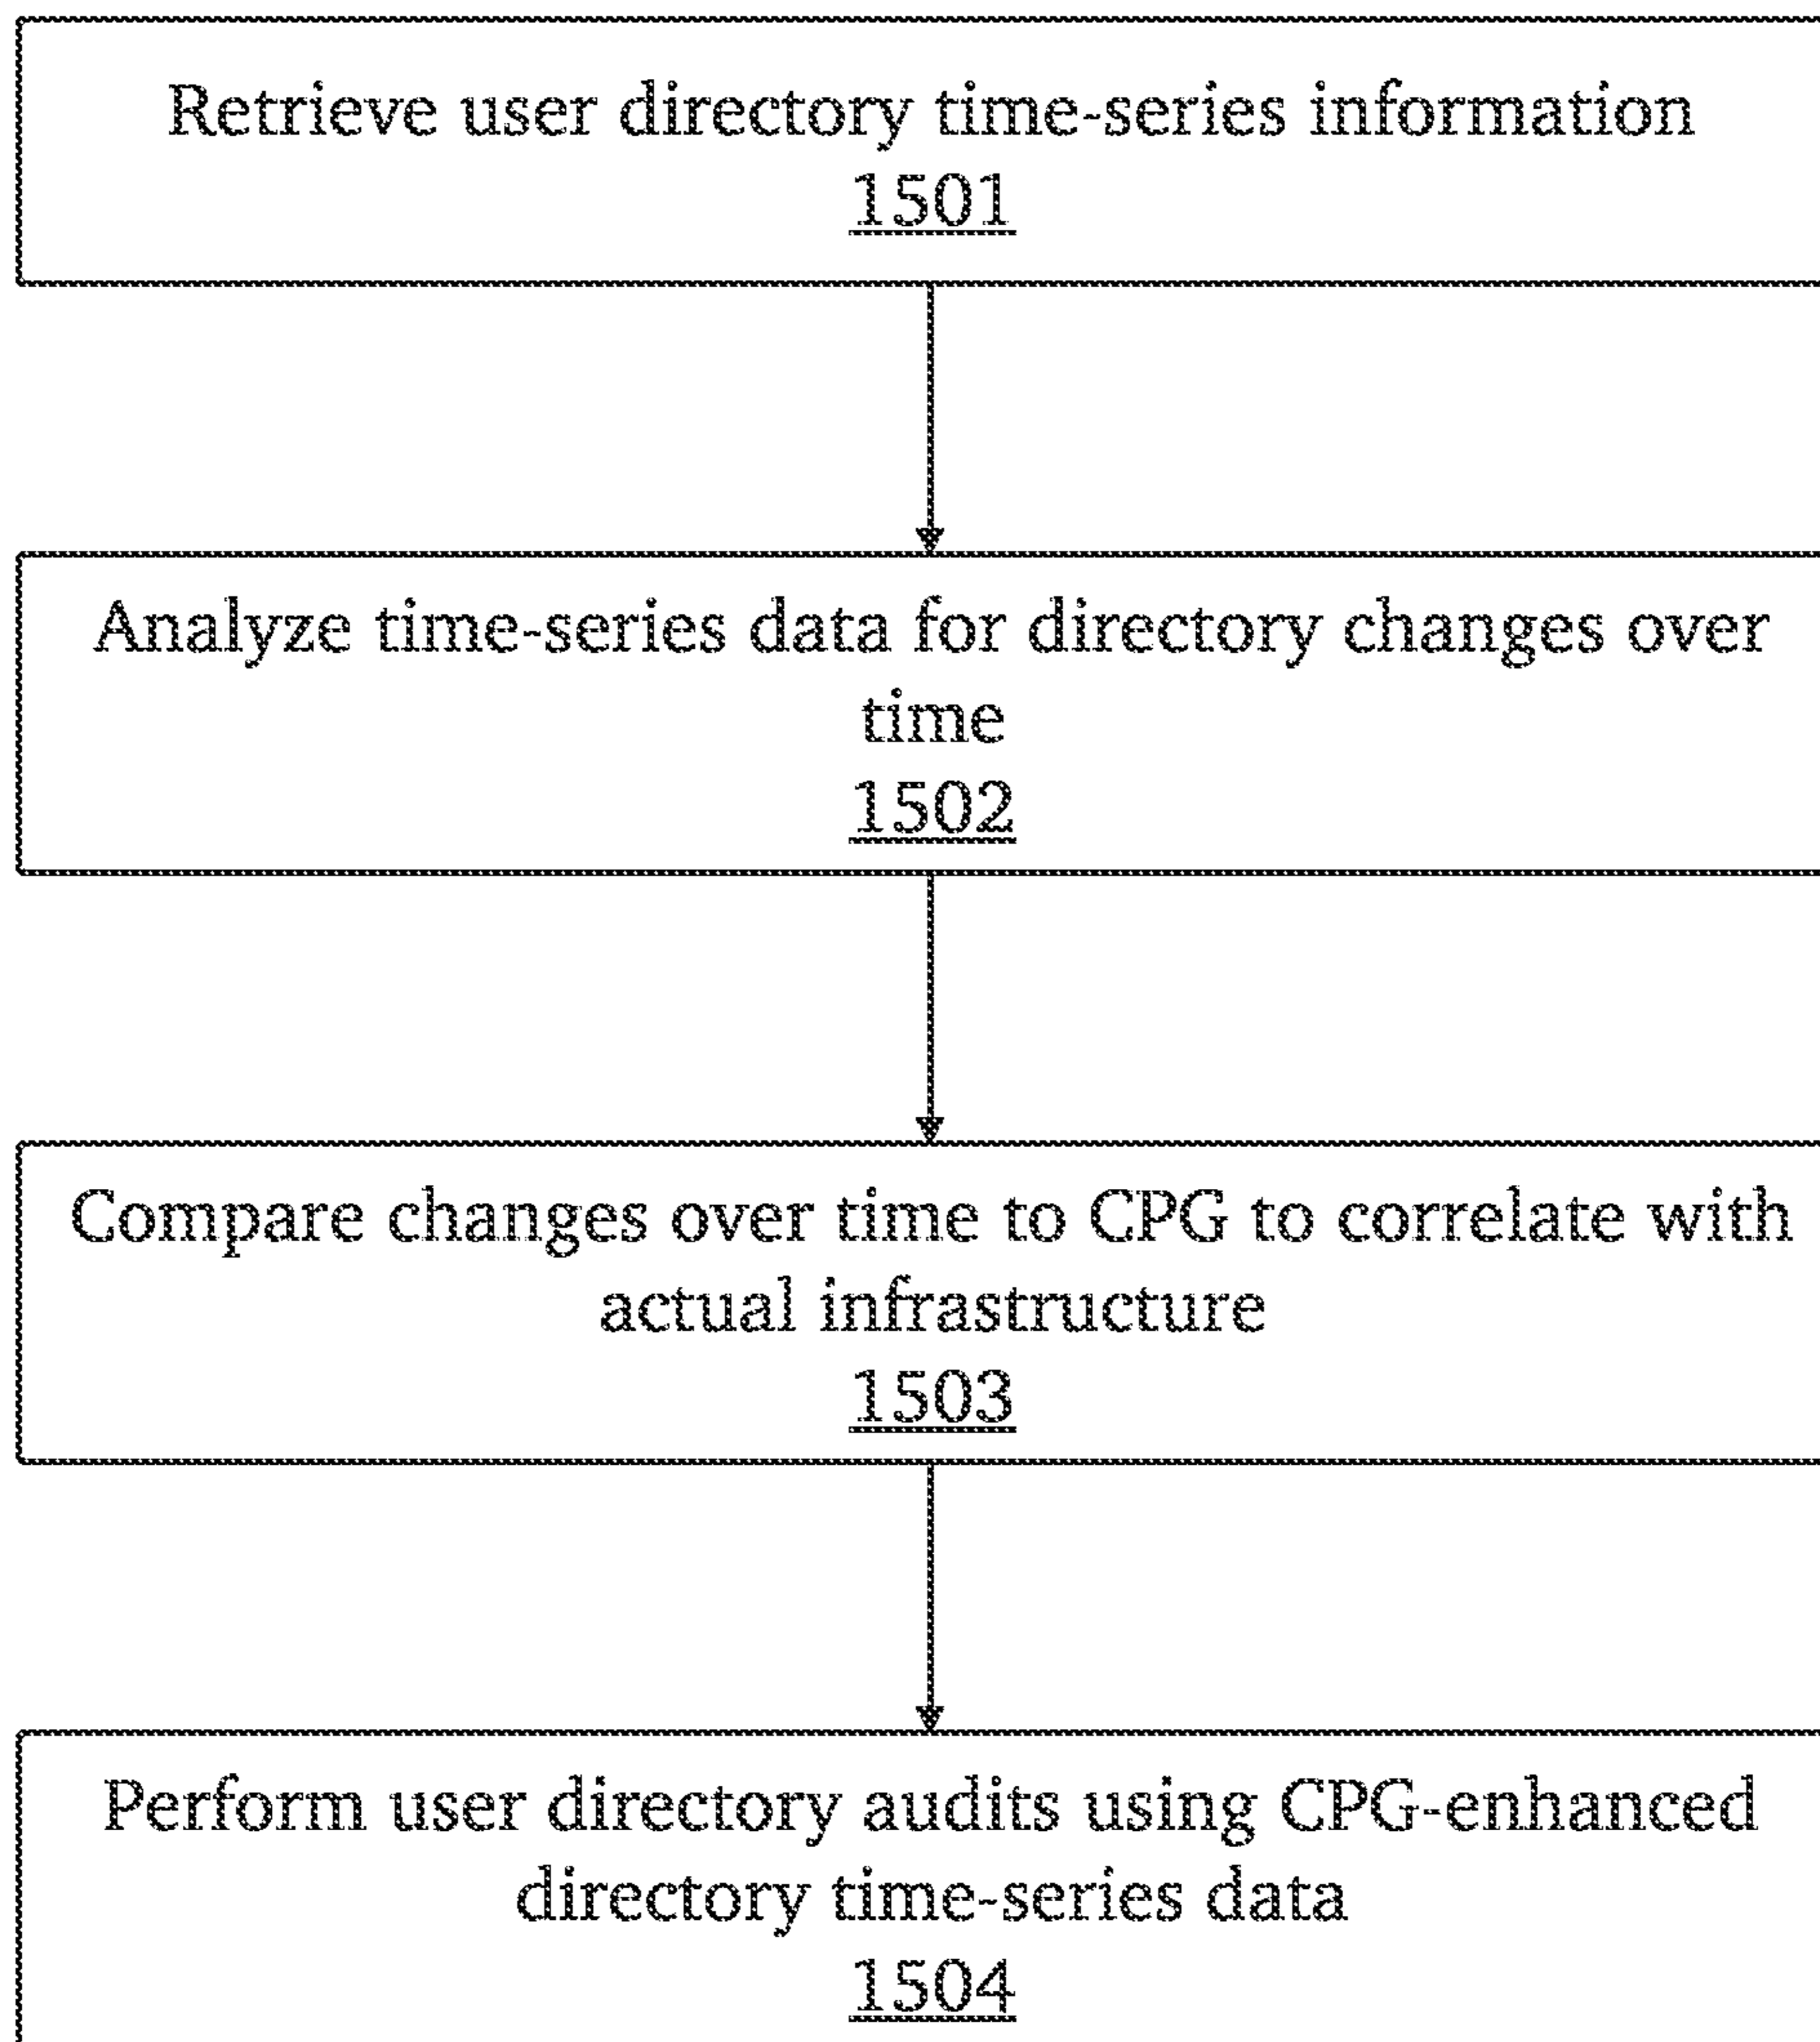 Retrieve user directory time-series information
1501
Analyze time-series data for directory changes over
time
1502
Compare changes over time to CPG to correlate with
actual infrastructure
1503
Perform user directory audits using CPG-enhanced
directory time-series data
1504